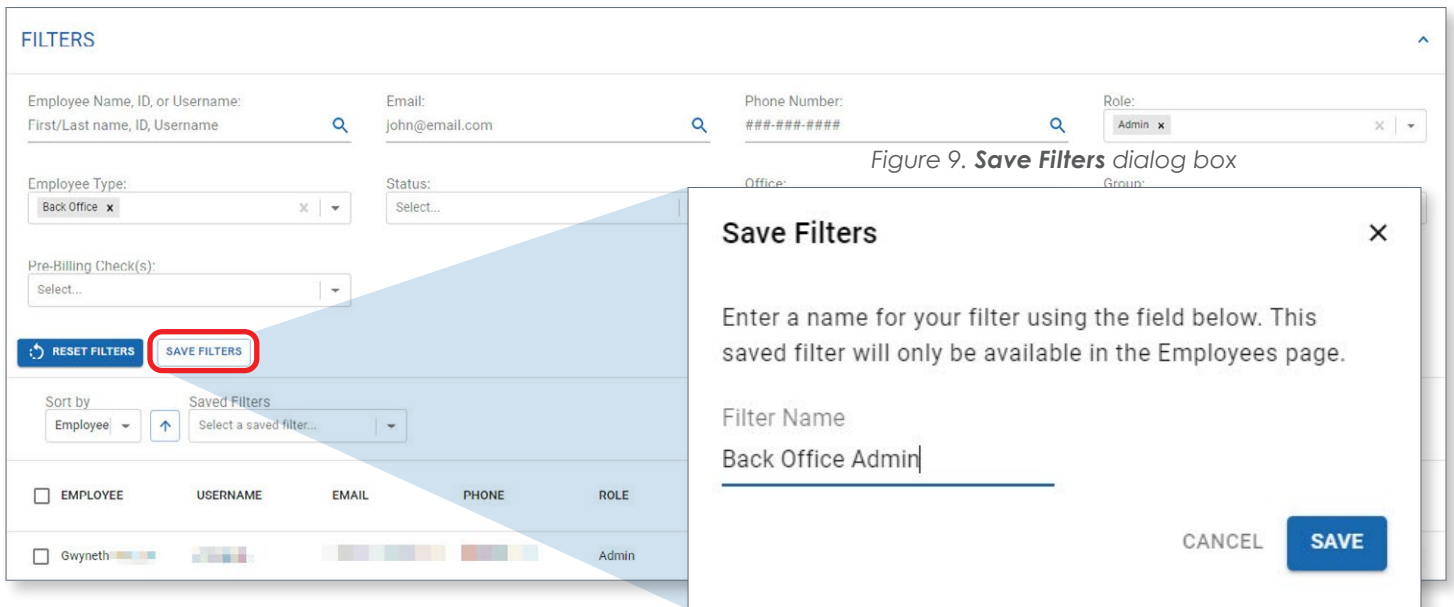 FILTERS
Employee Name, ID, or Username:
First/Last name, ID, Username
Email:
john@email.com
Phone Number:
###-###-####
Role:
Admin x
Figure 9. Save Filters dialog box
Employee Type:
Back Office x
Status:
Select...
Office:
Group:
Pre-Billing Check(s):
Select...
RESET FILTERS
SAVE FILTERS
Sort by
Employee
Saved Filters
Select a saved filter...
EMPLOYEE USERNAME EMAIL PHONE ROLE
Gwyneth
Admin
Save Filters
Enter a name for your filter using the field below. This
saved filter will only be available in the Employees page.
Filter Name
Back Office Admin
CANCEL
SAVE